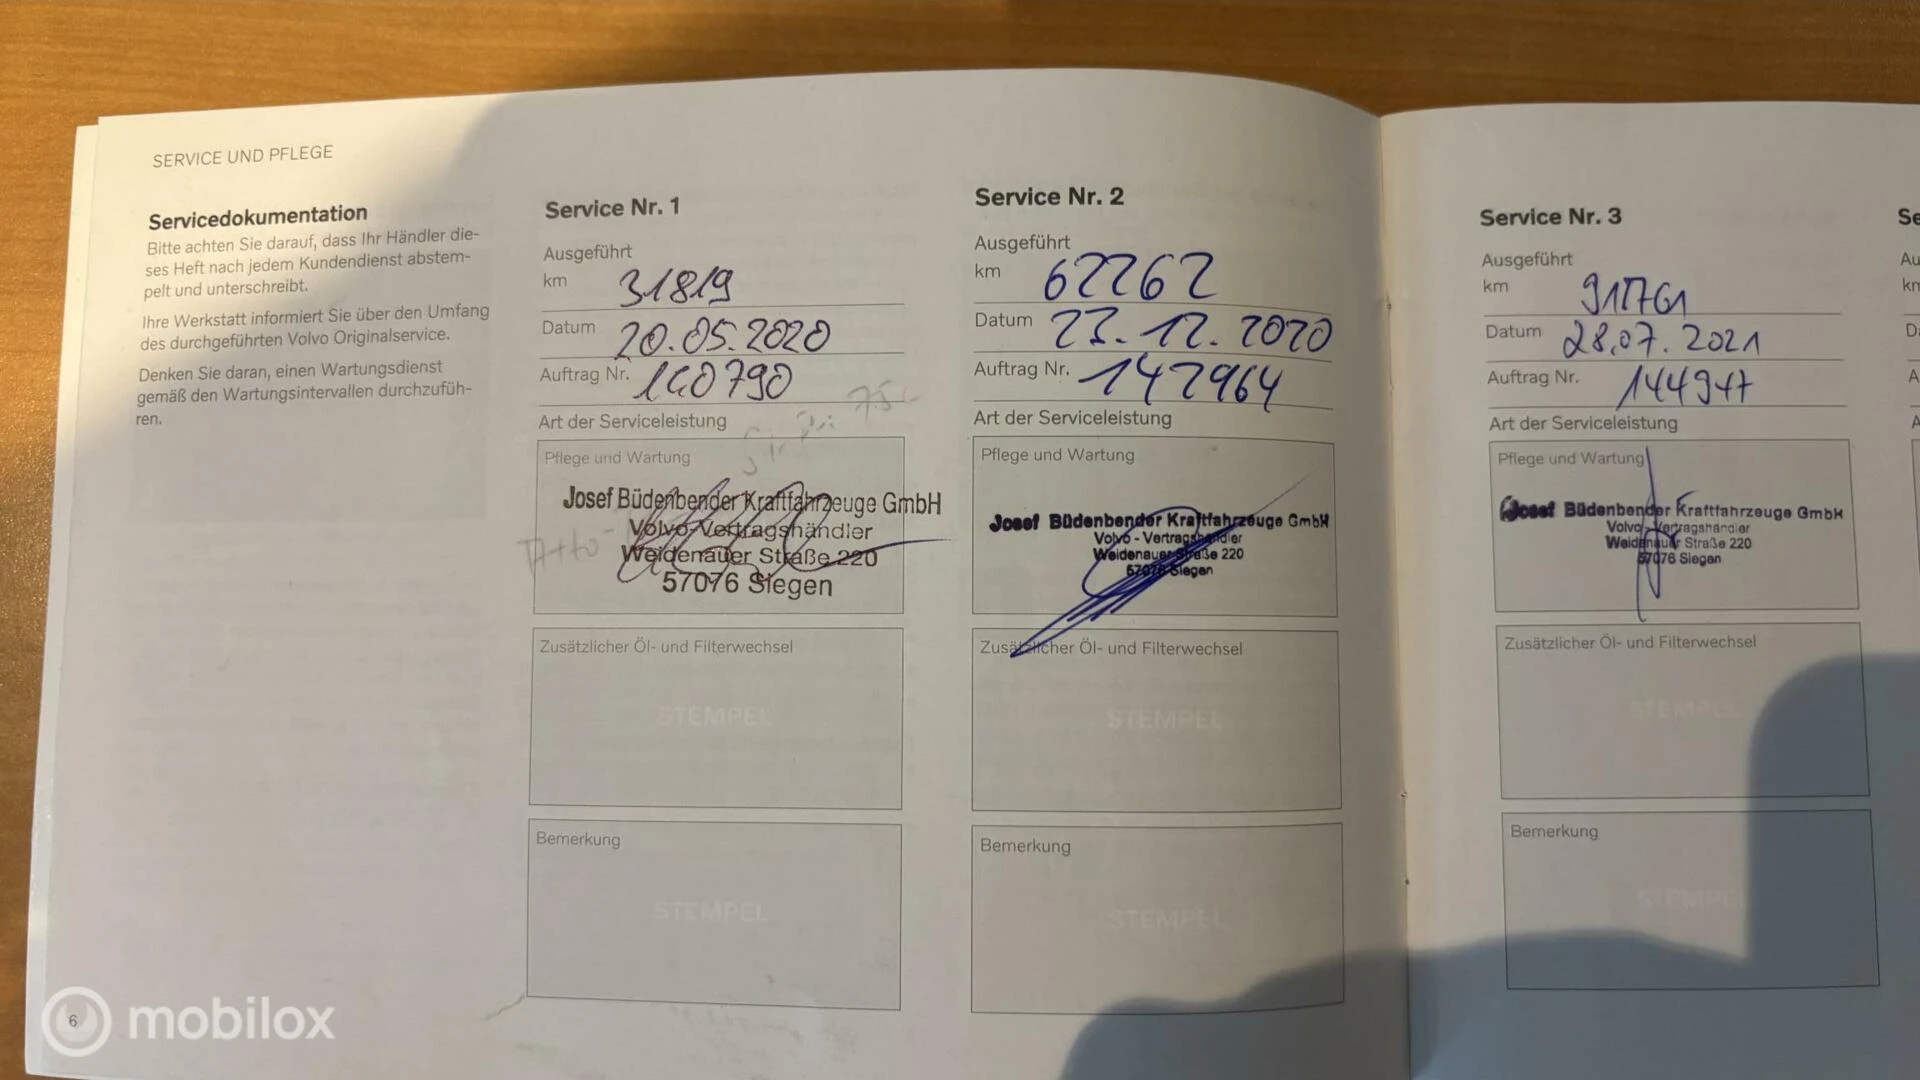 SERVICE UND PFLEGE
Servicedokumentation
Bitte achten Sie darauf, dass Ihr Händler die-
ses Heft nach jedem Kundendienst abstem-
pelt und unterschreibt.
Ihre Werkstatt informiert Sie über den Umfang
des durchgeführten Volvo Originalservice.
Denken Sie daran, einen Wartungsdienst
gemäß den Wartungsintervallen durchzufüh-
ren.
Service Nr. 1
Ausgeführt
km 31819
Datum 20.05.2020
Auftrag Nr. 140790
Art der Serviceleistung
Pflege und Wartung
Josef Büdenbender Kraftfahrzeuge GmbH
Volvo-Vertragshändler
Weidenauer Straße 220
57076 Siegen
Zusätzlicher Öl- und Filterwechsel
STEMPEL
Bemerkung
STEMPEL
Service Nr. 2
Ausgeführt
km 62262
Datum 23.12.2020
Auftrag Nr. 142964
Art der Serviceleistung
Pflege und Wartung
Josef Büdenbender Kraftfahrzeuge GmbH
Volvo - Vertragshändler
Weidenauer Straße 220
57076 Siegen
Zusätzlicher Öl- und Filterwechsel
STEMPEL
Bemerkung
STEMPEL
Service Nr. 3
Ausgeführt
km
Datum 28.07.2021
Auftrag Nr. 144947
Art der Serviceleistung
Pflege und Wartung
Josef Büdenbender Kraftfahrzeuge GmbH
Volvo - Vertragshändler
Weidenauer Straße 220
57076 Siegen
Zusätzlicher Öl- und Filterwechsel
STEMPEL
Bemerkung
STEMPEL
6
mobilox